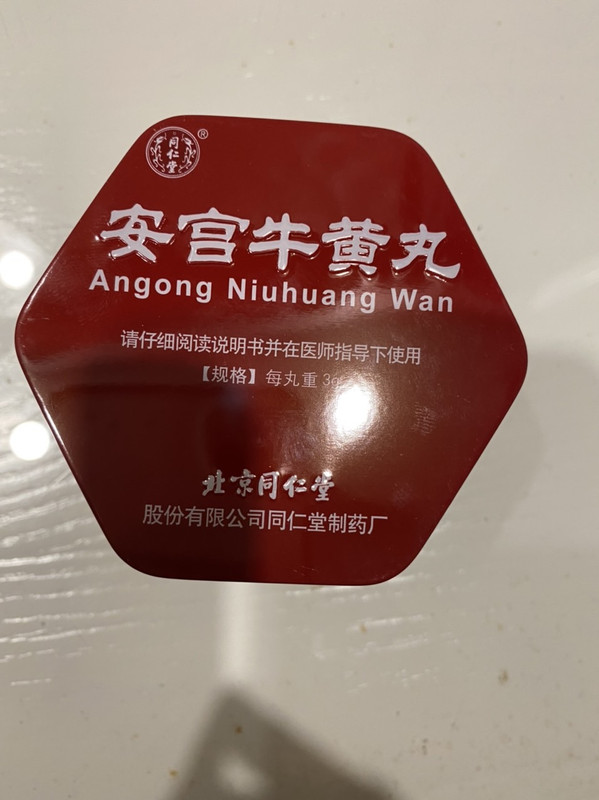 同仁堂
®
安宫牛黄丸
Angong Niuhuang Wan
请仔细阅读说明书并在医师指导下使用
【规格】每丸重 3g
北京同仁堂
股份有限公司同仁堂制药厂